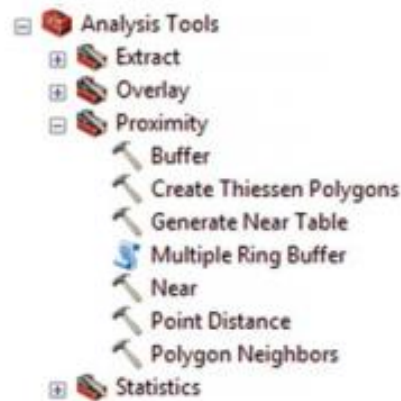 Analysis Tools
Extract
Overlay
Proximity
Buffer
Create Thiessen Polygons
Generate Near Table
Multiple Ring Buffer
Near
Point Distance
Polygon Neighbors
Statistics